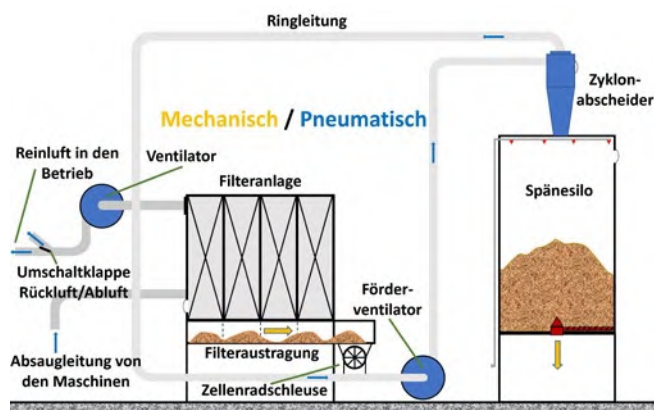 Ringleitung
Zyklon-
abscheider
Mechanisch / Pneumatisch
Reinluft in den
Betrieb
Ventilator
Filteranlage
Spänesilo
Umschaltklappe
Rückluft/Abluft
Förder-
ventilator
Absaugleitung von
den Maschinen
Filteraustragung
Zellenradschleuse